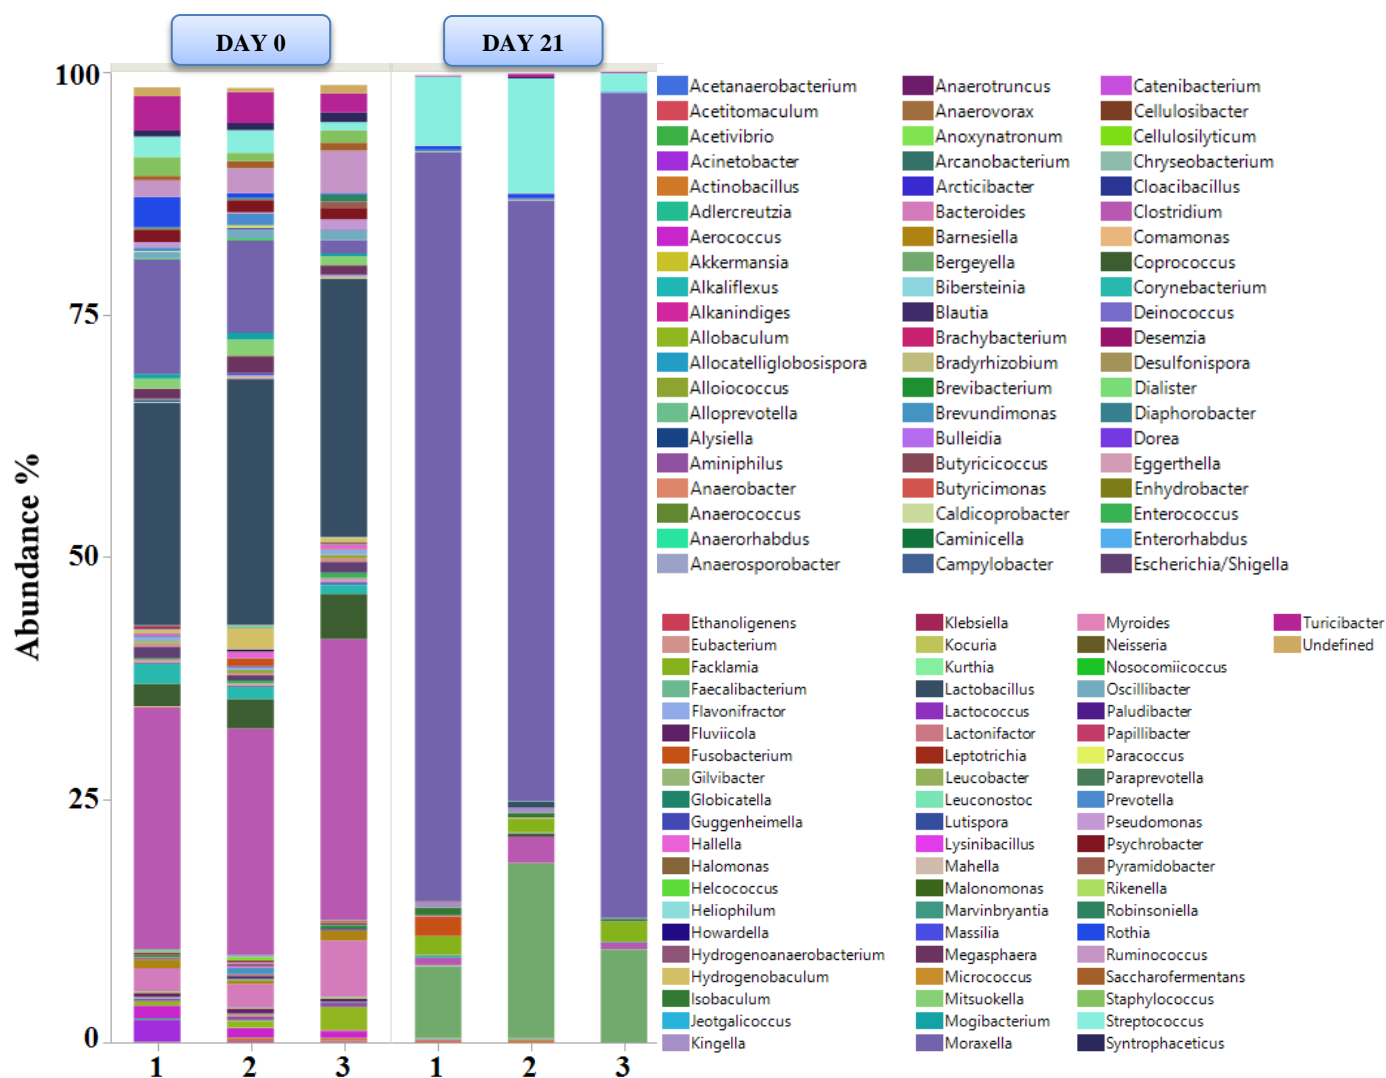 DAY 0
DAY 21
100
75
50
25
0
Abundance %
1
2
3
1
2
3
Acetanaerobacterium
Acetitomaculum
Acetivibrio
Acinetobacter
Actinobacillus
Adlercreutzia
Aerococcus
Akkermansia
Alkaliflexus
Alkanindiges
Allobaculum
Allocatelliglobosispora
Alloiococcus
Alloprevotella
Alysiella
Aminiphilus
Anaerobacter
Anaerococcus
Anaerorhabdus
Anaerosporobacter
Anaerotruncus
Anaerovorax
Anoxynatronum
Arcanobacterium
Arcticibacter
Bacteroides
Barnesiella
Bergeyella
Bibersteinia
Blautia
Brachybacterium
Bradyrhizobium
Brevibacterium
Brevundimonas
Bulleidia
Butyricicoccus
Butyricimonas
Caldicoprobacter
Caminicella
Campylobacter
Catenibacterium
Cellulosibacter
Cellulosilyticum
Chryseobacterium
Cloacibacillus
Clostridium
Comamonas
Coprococcus
Corynebacterium
Deinococcus
Desemzia
Desulfonispora
Dialister
Diaphorobacter
Dorea
Eggerthella
Enhydrobacter
Enterococcus
Enterorhabdus
Escherichia/Shigella
Ethanoligenens
Eubacterium
Facklamia
Faecalibacterium
Flavonifractor
Fluviicola
Fusobacterium
Gilvibacter
Globicatella
Guggenheimella
Hallella
Halomonas
Helcococcus
Heliophilum
Howardella
Hydrogenoanaerobacterium
Hydrogenobaculum
Isobaculum
Jeotgalicoccus
Kingella
Klebsiella
Kocuria
Kurthia
Lactobacillus
Lactococcus
Lactonifactor
Leptotrichia
Leucobacter
Leuconostoc
Lutispora
Lysinibacillus
Mahella
Malonomonas
Marvinbryantia
Massilia
Megasphaera
Micrococcus
Mitsuokella
Mogibacterium
Moraxella
Myroides
Neisseria
Nosocomiicoccus
Oscillibacter
Paludibacter
Papillibacter
Paracoccus
Paraprevotella
Prevotella
Pseudomonas
Psychrobacter
Pyramidobacter
Rikenella
Robinsoniella
Rothia
Ruminococcus
Saccharofermentans
Staphylococcus
Streptococcus
Syntrophaceticus
Turicibacter
Undefined